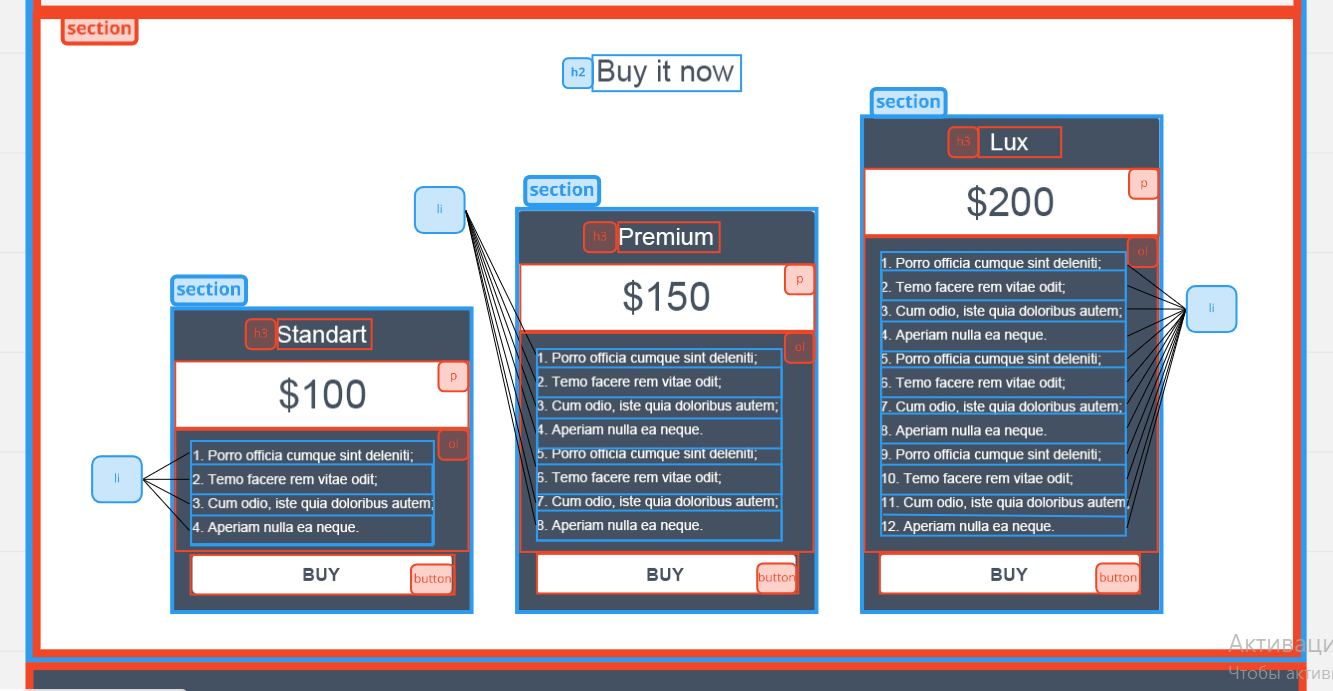 section
h2 Buy it now
section
h3 Lux
p
$200
ol
1. Porro officia cumque sint deleniti;
2. Temo facere rem vitae odit;
3. Cum odio, iste quia doloribus autem;
4. Aperiam nulla ea neque.
5. Porro officia cumque sint deleniti;
6. Temo facere rem vitae odit;
7. Cum odio, iste quia doloribus autem;
8. Aperiam nulla ea neque.
9. Porro officia cumque sint deleniti;
10. Temo facere rem vitae odit;
11. Cum odio, iste quia doloribus autem;
12. Aperiam nulla ea neque.
li
BUY
button
section
li
h3 Premium
p
$150
ol
1. Porro officia cumque sint deleniti;
2. Temo facere rem vitae odit;
3. Cum odio, iste quia doloribus autem;
4. Aperiam nulla ea neque.
5. Porro officia cumque sint deleniti;
6. Temo facere rem vitae odit;
7. Cum odio, iste quia doloribus autem;
8. Aperiam nulla ea neque.
BUY
button
section
h3 Standart
p
$100
ol
li
1. Porro officia cumque sint deleniti;
2. Temo facere rem vitae odit;
3. Cum odio, iste quia doloribus autem;
4. Aperiam nulla ea neque.
BUY
button
Активаци
Чтобы актив